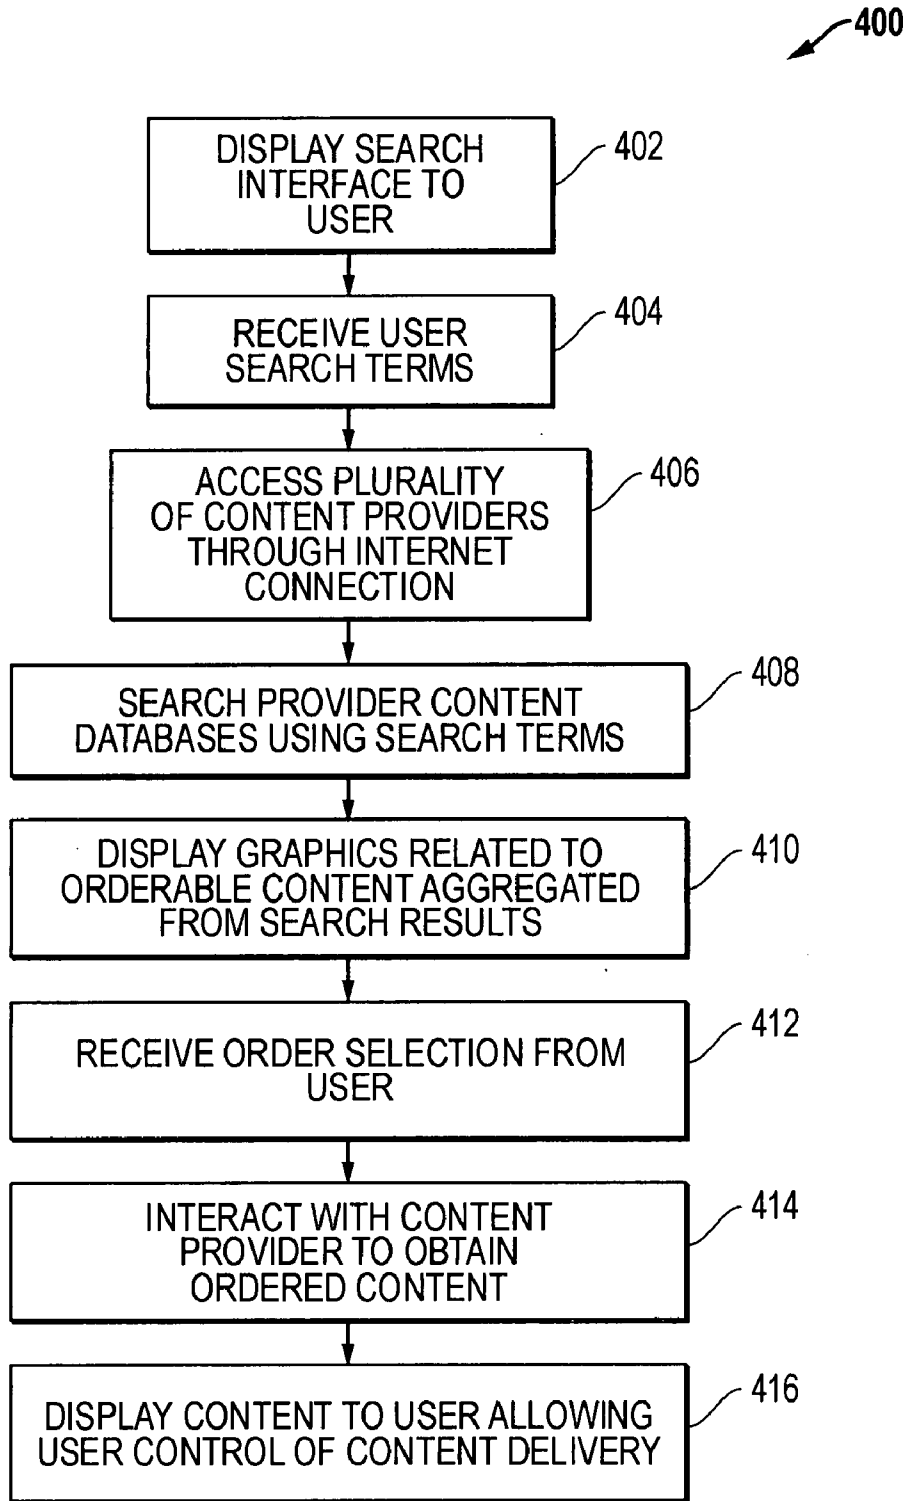 400
DISPLAY SEARCH
INTERFACE TO
USER
402
RECEIVE USER
SEARCH TERMS
404
ACCESS PLURALITY
OF CONTENT PROVIDERS
THROUGH INTERNET
CONNECTION
406
SEARCH PROVIDER CONTENT
DATABASES USING SEARCH TERMS
408
DISPLAY GRAPHICS RELATED TO
ORDERABLE CONTENT AGGREGATED
FROM SEARCH RESULTS
410
RECEIVE ORDER SELECTION FROM
USER
412
INTERACT WITH CONTENT
PROVIDER TO OBTAIN
ORDERED CONTENT
414
DISPLAY CONTENT TO USER ALLOWING
USER CONTROL OF CONTENT DELIVERY
416